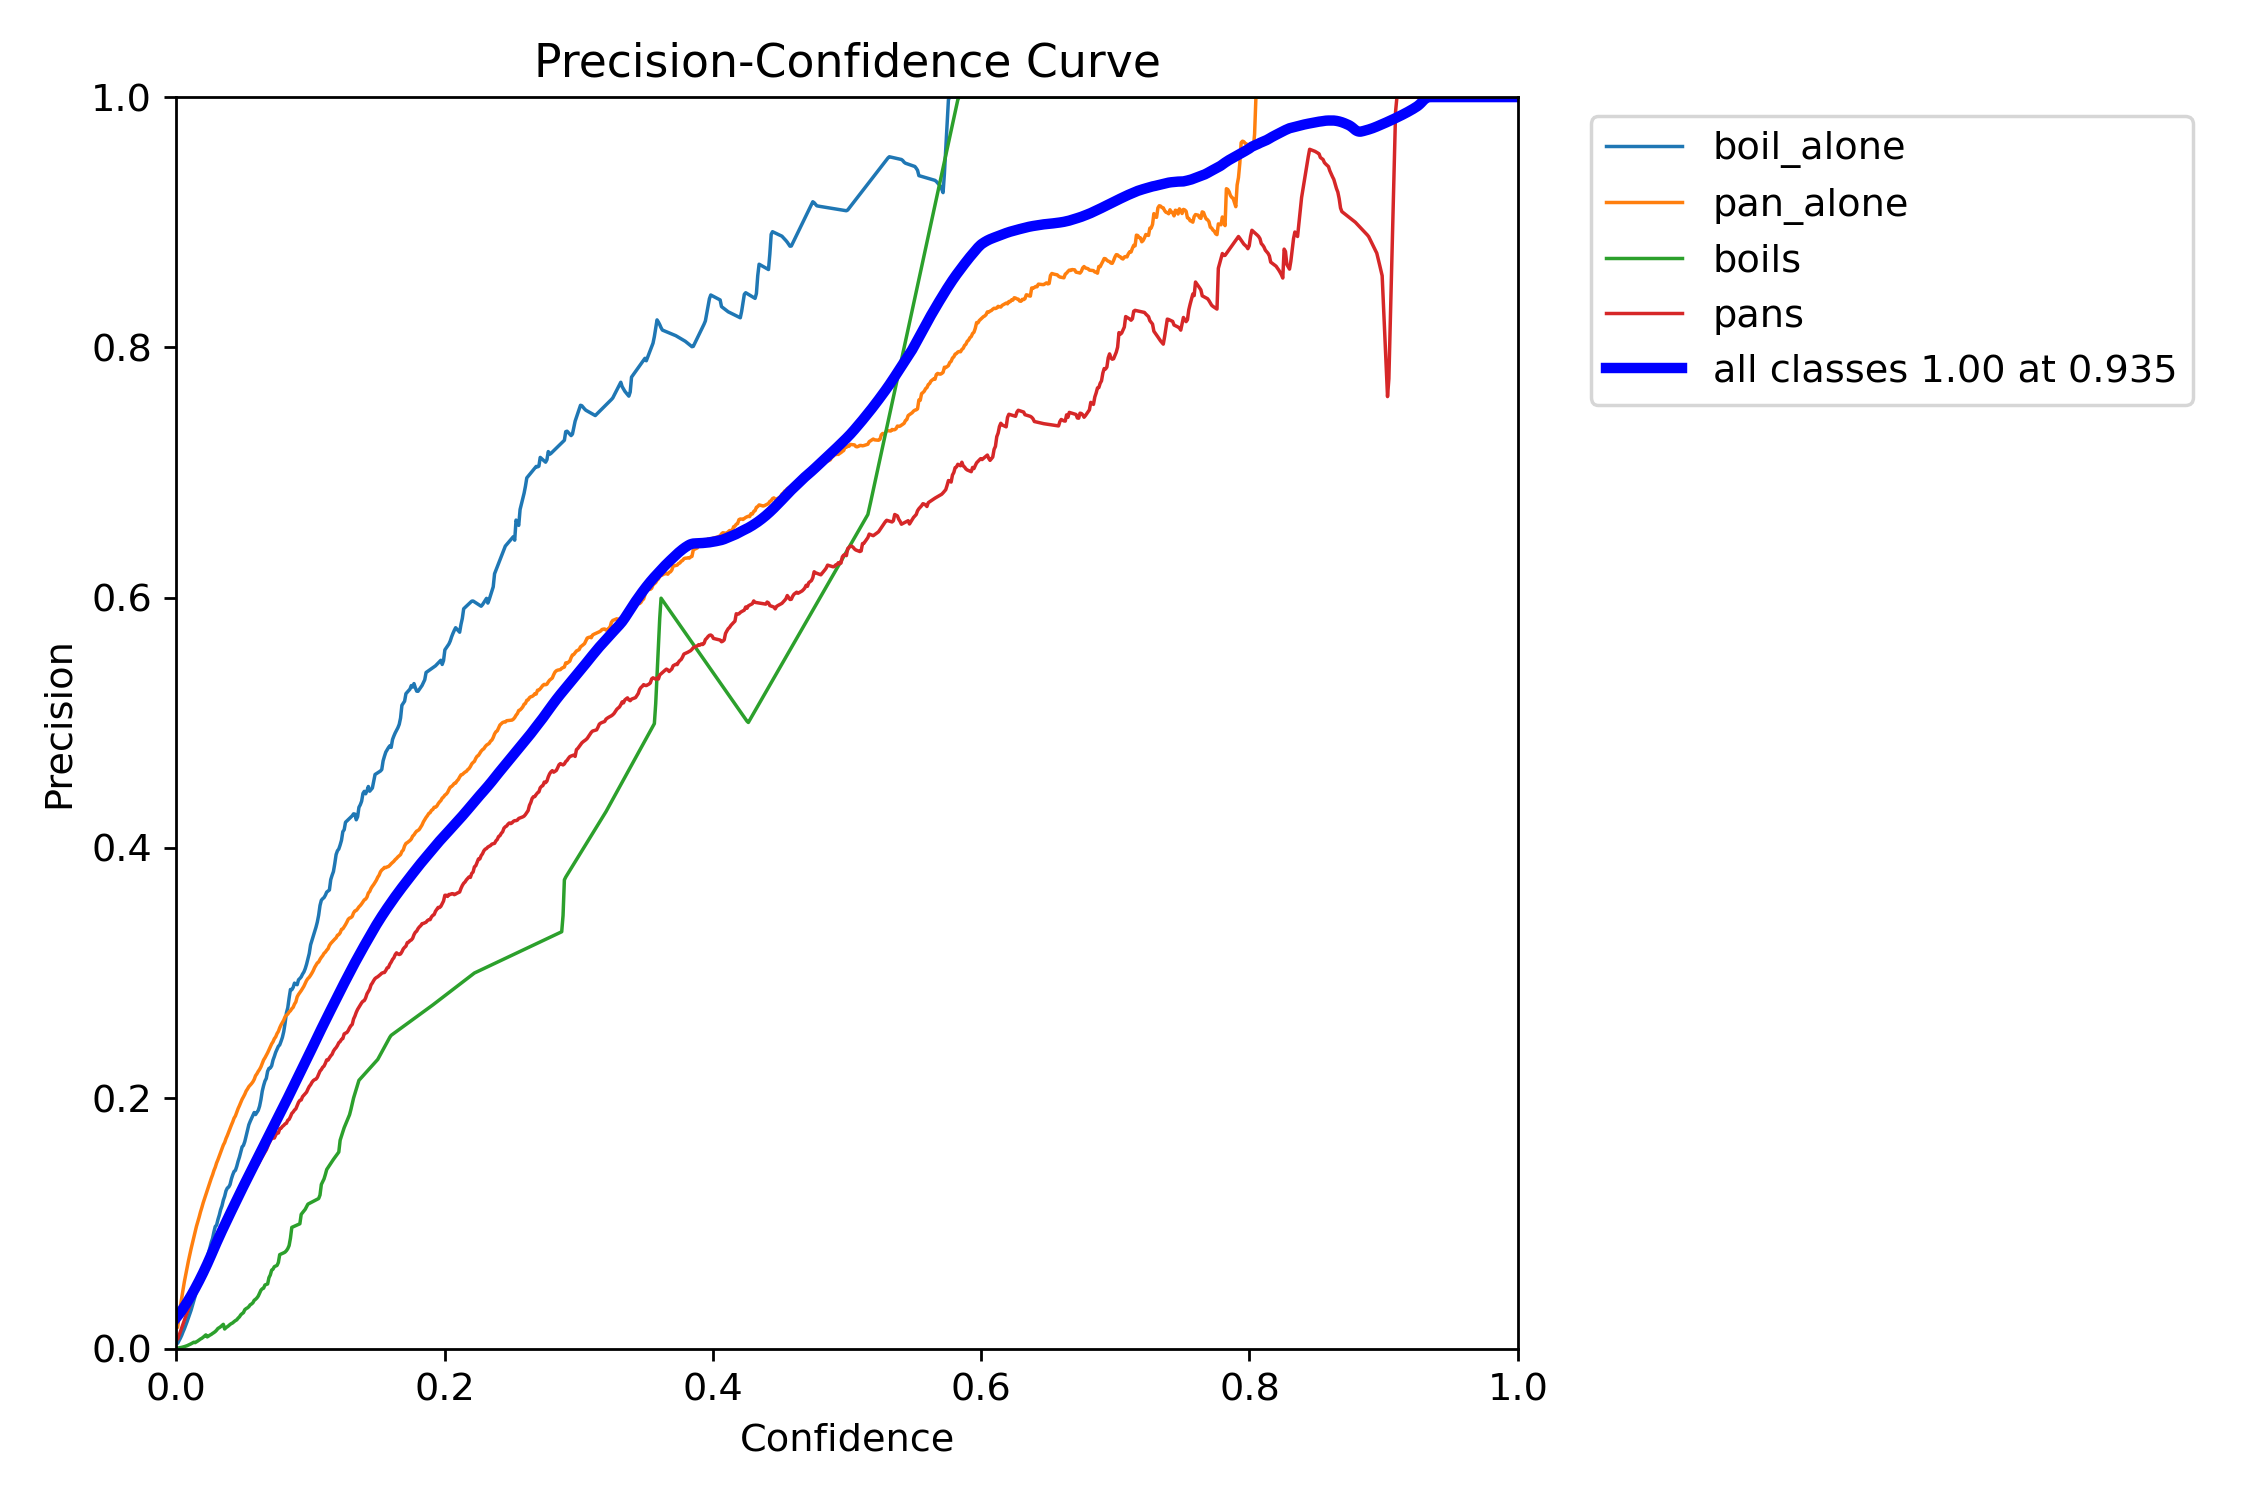 Precision-Confidence Curve
1.0
0.8
0.6
0.4
0.2
0.0
Precision
0.0 0.2 0.4 0.6 0.8 1.0
Confidence
boil_alone
pan_alone
boils
pans
all classes 1.00 at 0.935